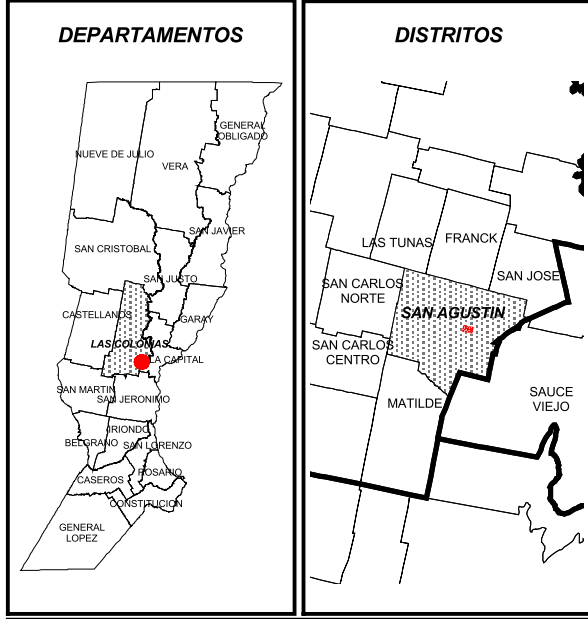 DEPARTAMENTOS
GENERAL
OBLIGADO
NUEVE DE JULIO
VERA
SAN JAVIER
SAN CRISTOBAL
SAN JUSTO
CASTELLANOS
GARAY
LAS COLONIAS
LA CAPITAL
SAN MARTIN
SAN JERONIMO
IRIONDO
BELGRANO
SAN LORENZO
ROSARIO
CASEROS
CONSTITUCION
GENERAL
LOPEZ
DISTRITOS
LAS TUNAS
FRANCK
SAN JOSE
SAN CARLOS
NORTE
SAN AGUSTIN
SAN CARLOS
CENTRO
MATILDE
SAUCE
VIEJO